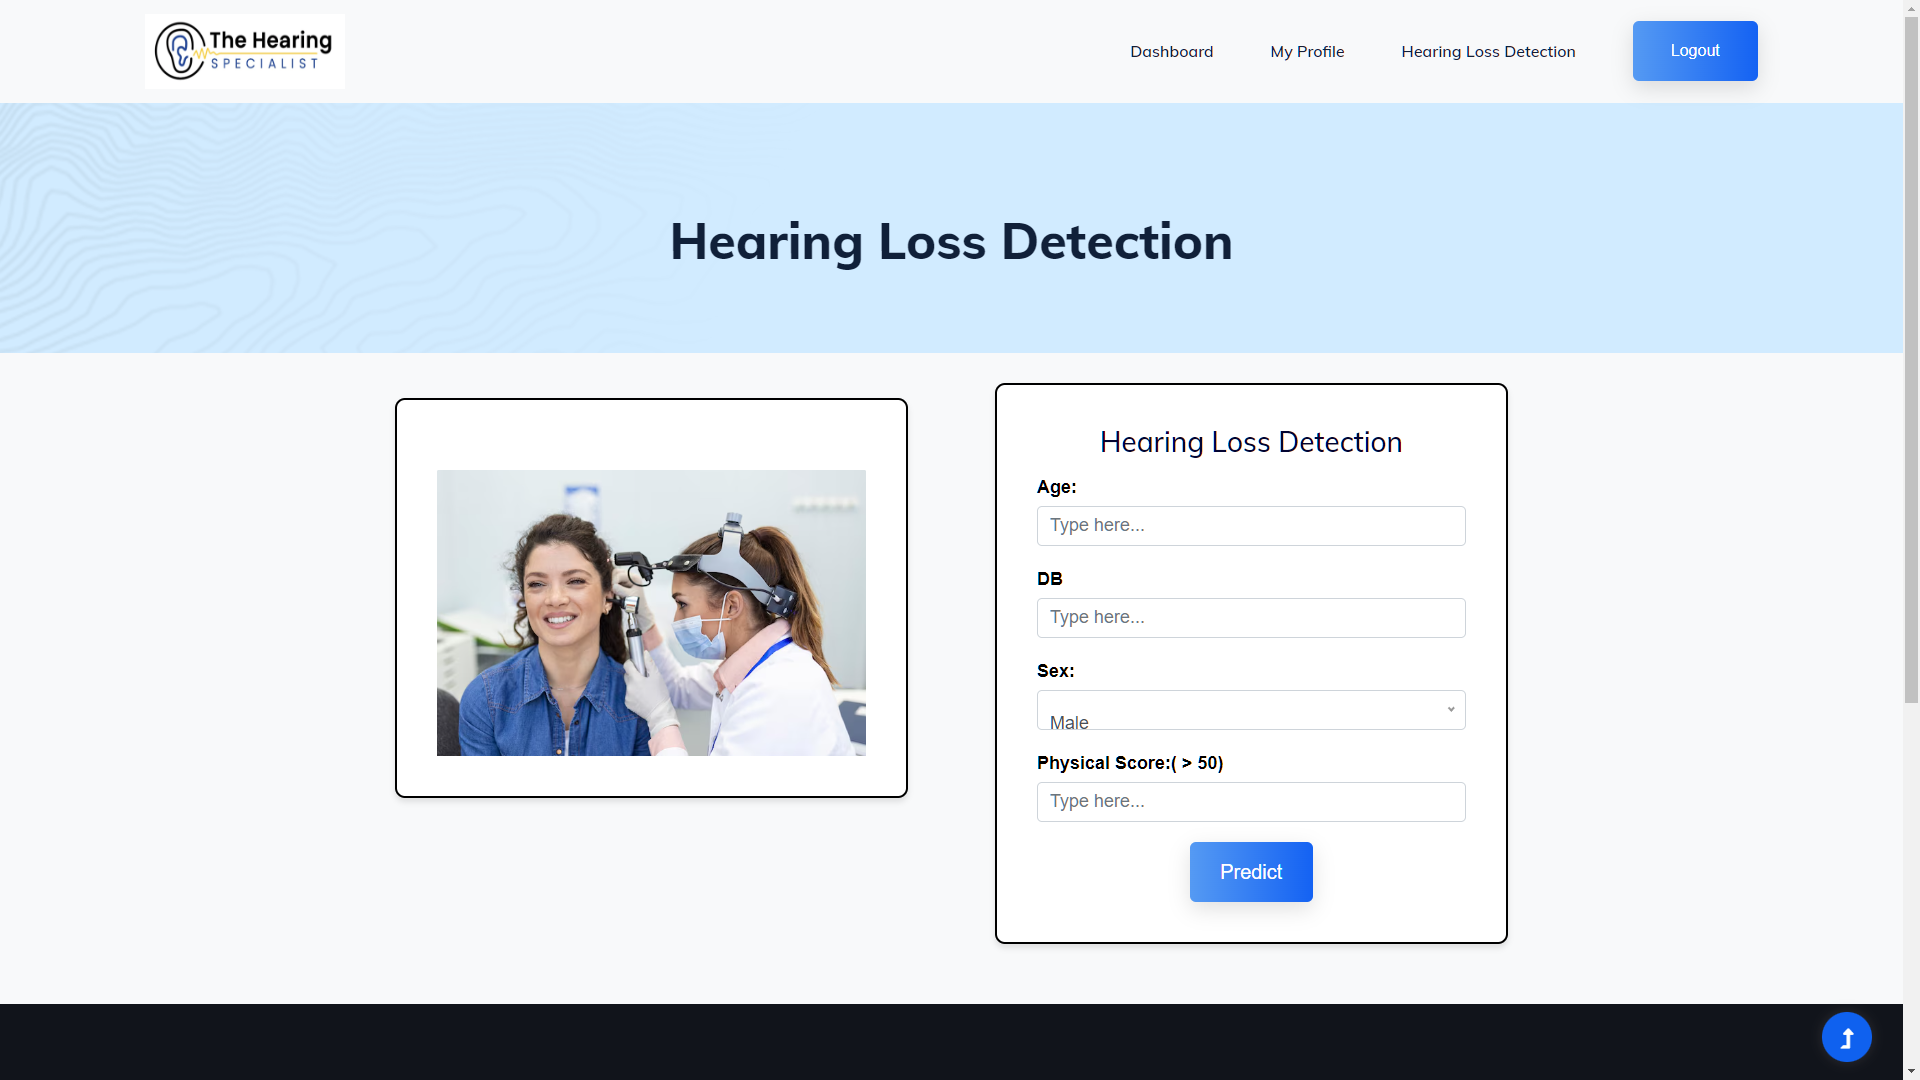 The Hearing
SPECIALIST
Dashboard
My Profile
Hearing Loss Detection
Logout
Hearing Loss Detection
Hearing Loss Detection
Age:
Type here...
DB
Type here...
Sex:
Male
Physical Score:( > 50)
Type here...
Predict